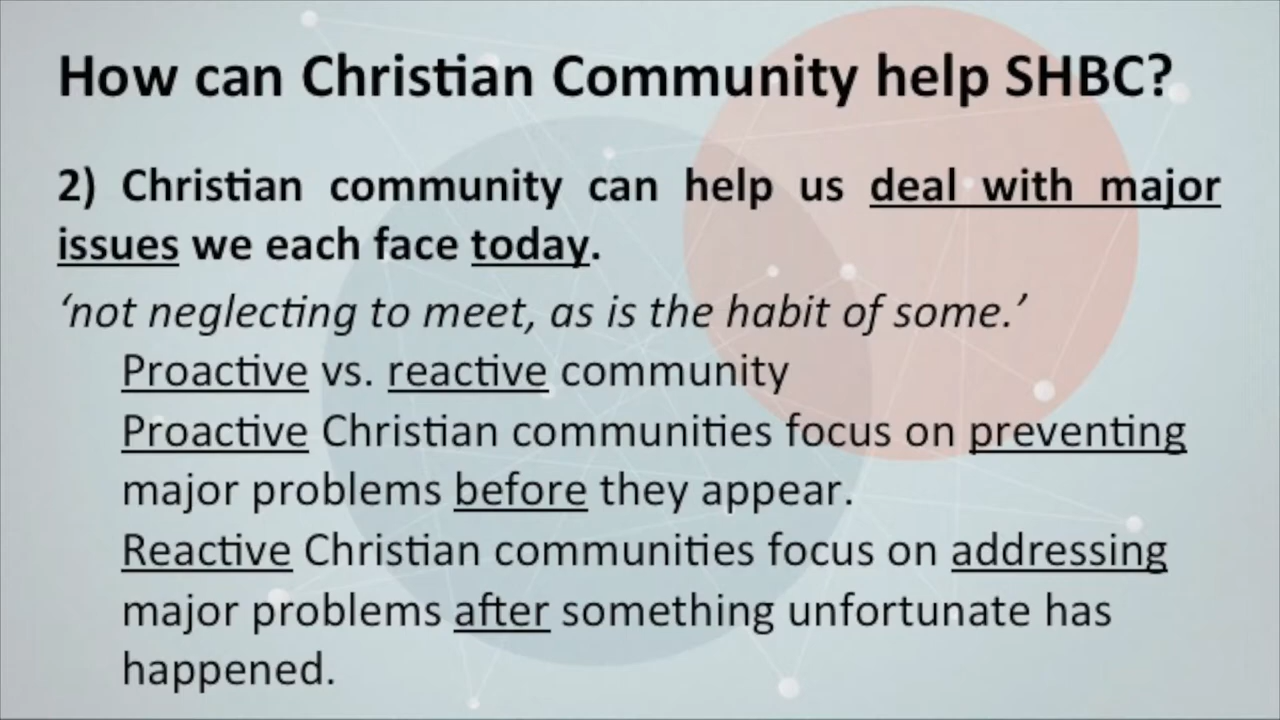 How can Christian Community help SHBC?
2) Christian community can help us deal with major
issues we each face today.
‘not neglecting to meet, as is the habit of some.’
Proactive vs. reactive community
Proactive Christian communities focus on preventing
major problems before they appear.
Reactive Christian communities focus on addressing
major problems after something unfortunate has
happened.